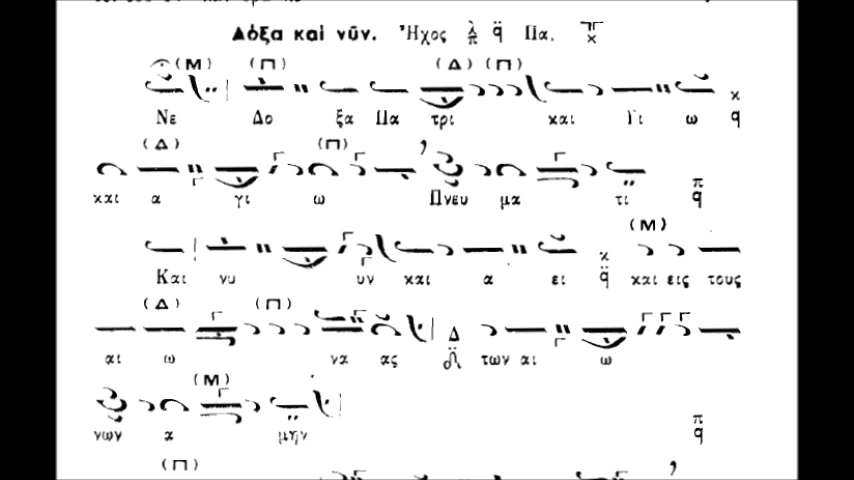 Δόξα καὶ νῦν. Ἦχος λ π q̈ Πα. χ
(Μ) (Π) (Δ) (Π)
Νε Δο ξα Πα τρι και Γι ω χ q
(Δ) (Π)
και α γι ω Πνευ μα τι π q
(Μ)
Και νυ υν και α ει χ q̈ και εις τους
(Δ) (Π)
αι ω να ας Δ των αι ω
(Μ)
νων α μην π q
(Π)